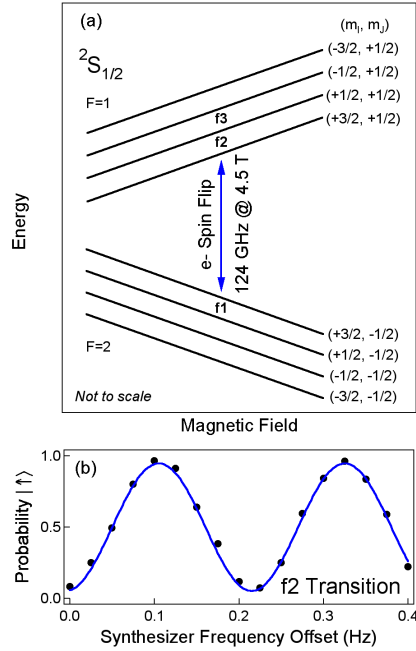 (a)
(m_I, m_J)
²S₁/₂
(-3/2, +1/2)
(-1/2, +1/2)
F=1
(+1/2, +1/2)
f3
(+3/2, +1/2)
f2
Energy
e- Spin Flip
124 GHz @ 4.5 T
f1
(+3/2, -1/2)
F=2
(+1/2, -1/2)
(-1/2, -1/2)
Not to scale
(-3/2, -1/2)
Magnetic Field
(b)
1.0
Probability |↑⟩
0.5
0.0
f2 Transition
0.0 0.1 0.2 0.3 0.4
Synthesizer Frequency Offset (Hz)